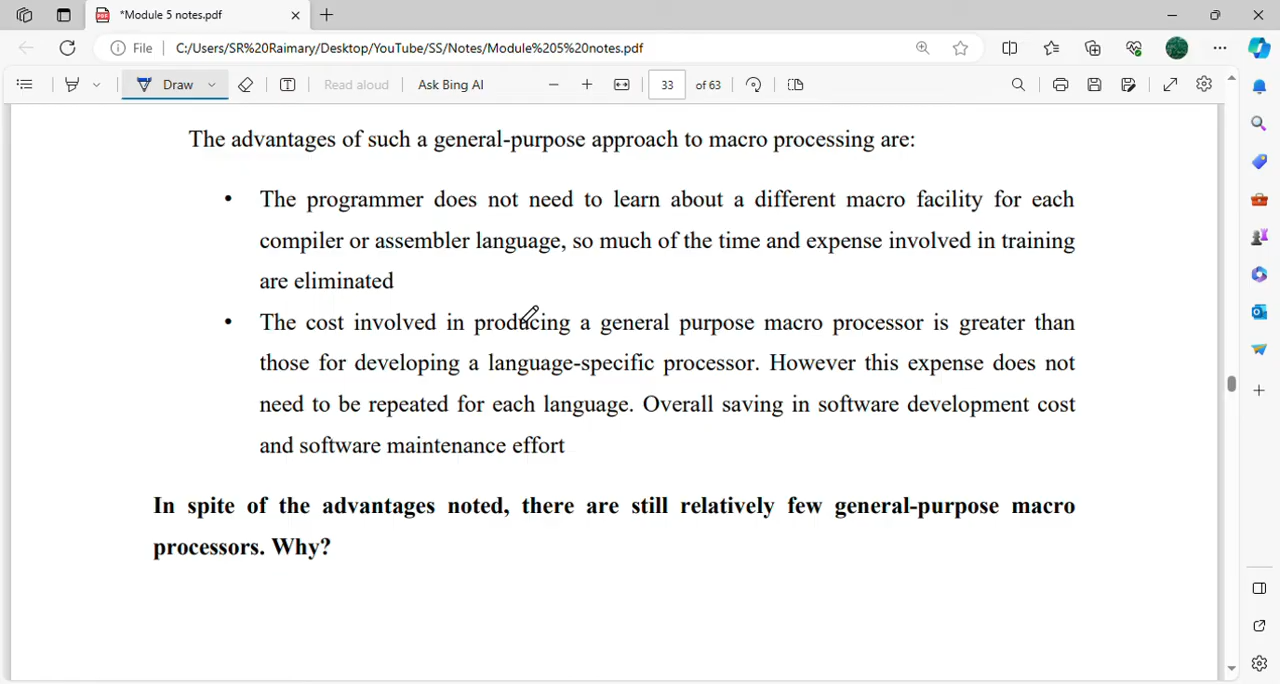 *Module 5 notes.pdf
File
C:/Users/SR%20Raimary/Desktop/YouTube/SS/Notes/Module%205%20notes.pdf
Draw
Read aloud
Ask Bing AI
33 of 63
The advantages of such a general-purpose approach to macro processing are:
• The programmer does not need to learn about a different macro facility for each
compiler or assembler language, so much of the time and expense involved in training
are eliminated
• The cost involved in producing a general purpose macro processor is greater than
those for developing a language-specific processor. However this expense does not
need to be repeated for each language. Overall saving in software development cost
and software maintenance effort
In spite of the advantages noted, there are still relatively few general-purpose macro
processors. Why?